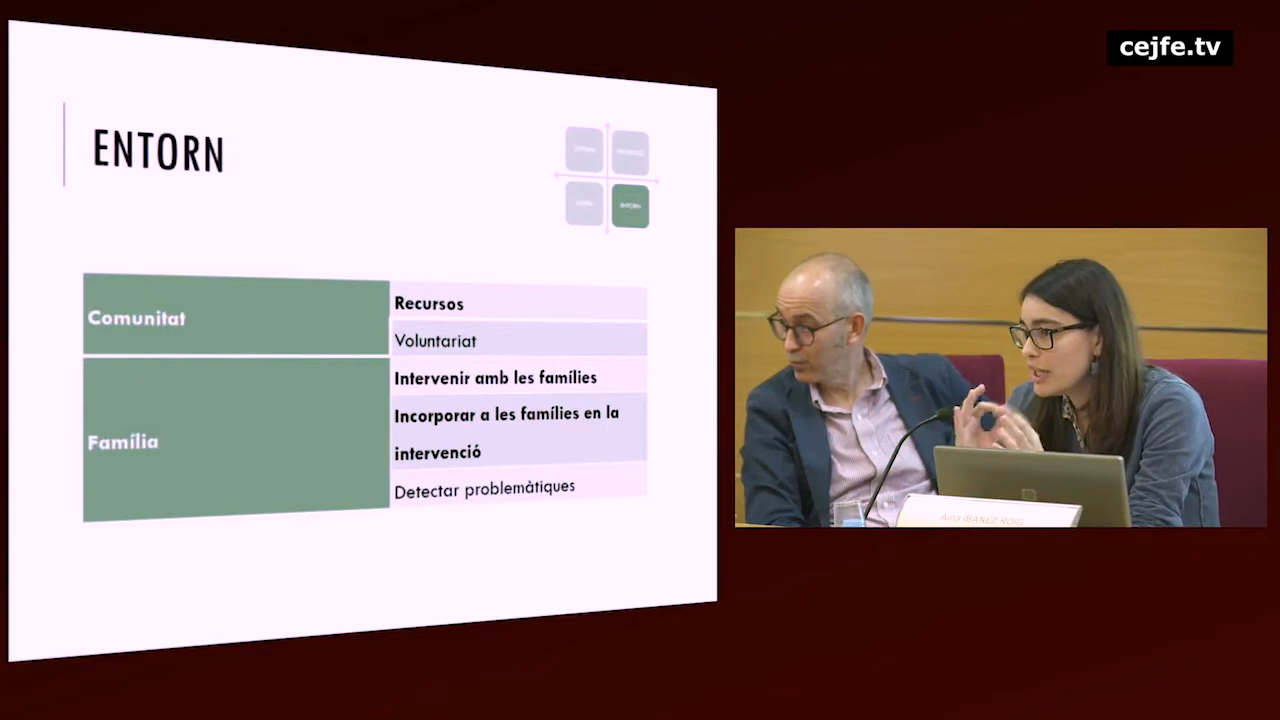 cejfe.tv
ENTORN
ENTORN
Comunitat
Recursos
Voluntariat
Família
Intervenir amb les famílies
Incorporar a les famílies en la
intervenció
Detectar problemàtiques